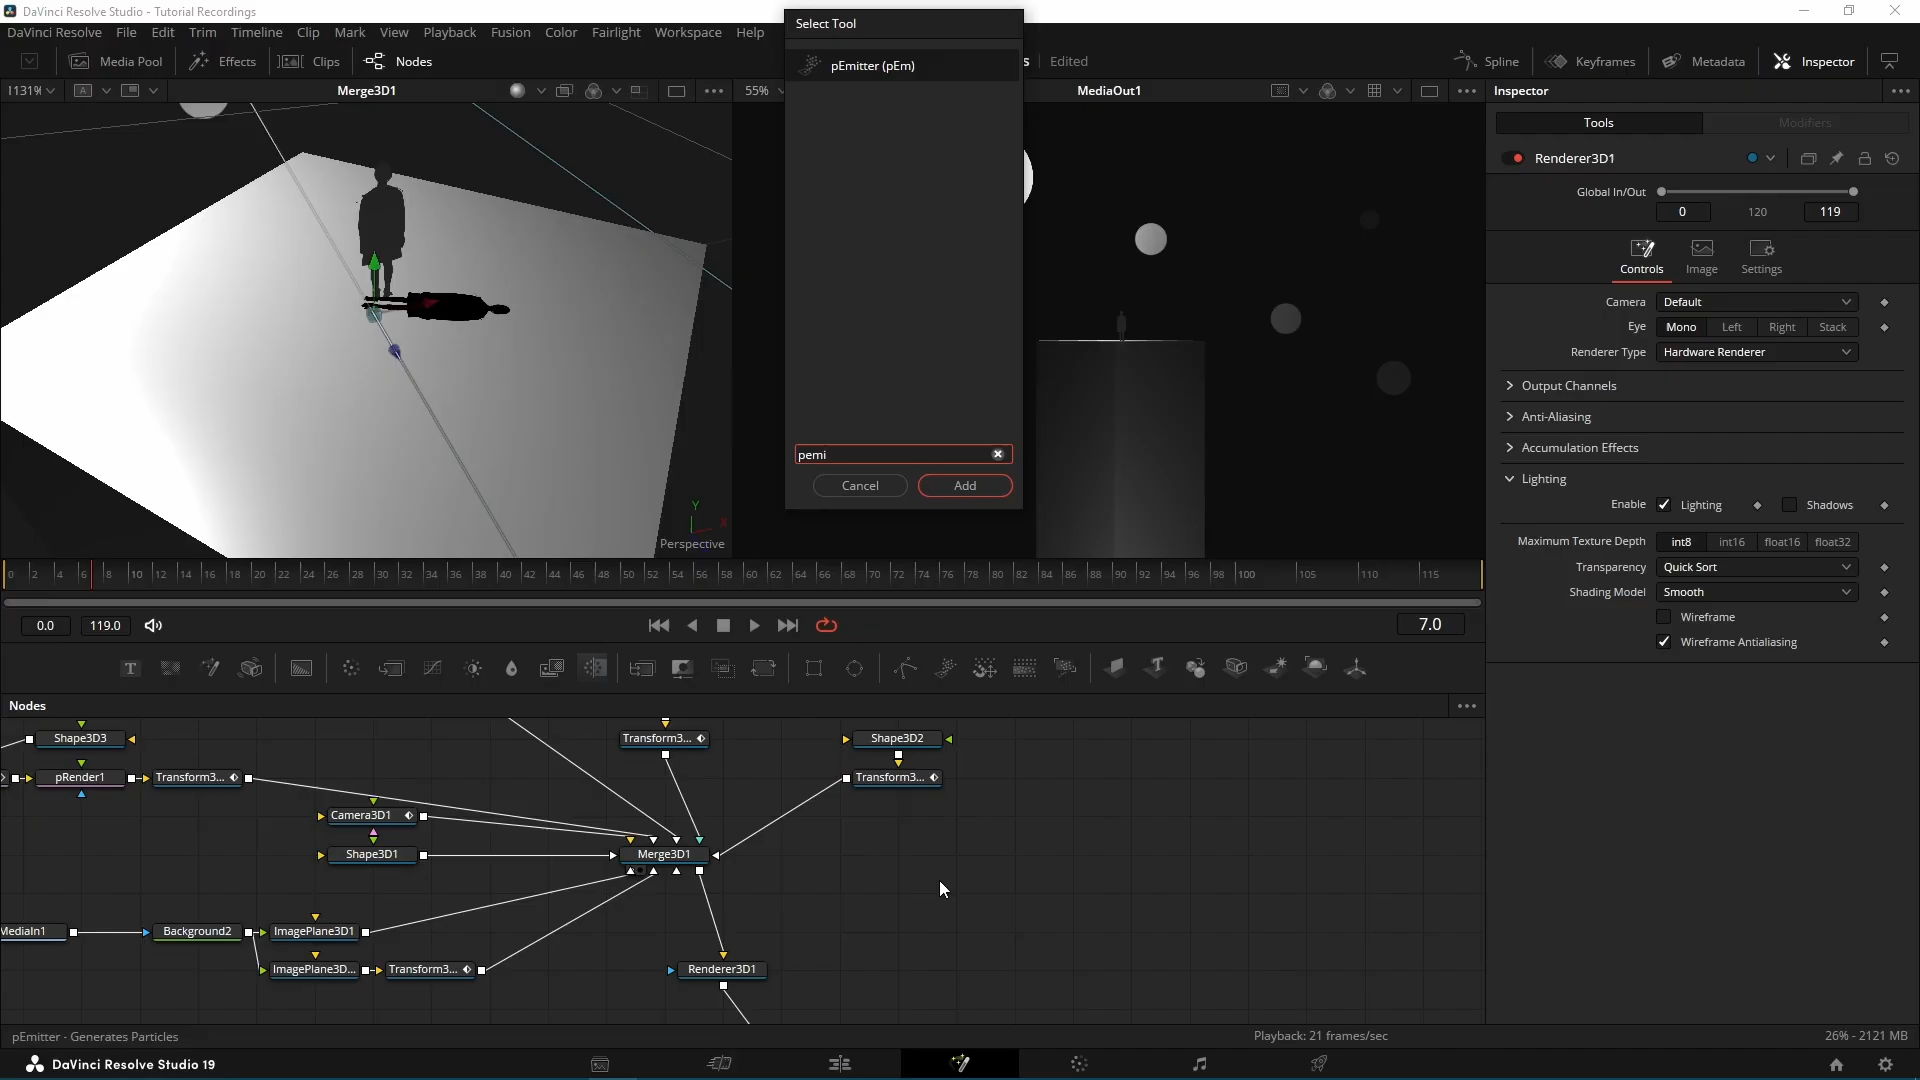 DaVinci Resolve Studio - Tutorial Recordings
DaVinci Resolve File Edit Trim Timeline Clip Mark View Playback Fusion Color Fairlight Workspace Help
Media Pool Effects Clips Nodes
Select Tool
pEmitter (pEm)
s Edited
Spline Keyframes Metadata Inspector
Merge3D1
55%
MediaOut1
Inspector
Tools Modifiers
Renderer3D1
Global In/Out
0 120 119
Controls Image Settings
Camera Default
Eye Mono Left Right Stack
Renderer Type Hardware Renderer
Output Channels
Anti-Aliasing
Accumulation Effects
Lighting
Enable Lighting Shadows
Maximum Texture Depth int8 int16 float16 float32
Transparency Quick Sort
Shading Model Smooth
Wireframe
Wireframe Antialiasing
pemi
Cancel Add
Y
X
Perspective
0 2 4 6 8 10 12 14 16 18 20 22 24 26 28 30 32 34 36 38 40 42 44 46 48 50 52 54 56 58 60 62 64 66 68 70 72 74 76 78 80 82 84 86 88 90 92 94 96 98 100 105 110 115
0.0 119.0
7.0
T
Nodes
Shape3D3
Transform3...
Shape3D2
pRender1
Transform3...
Transform3...
Camera3D1
Shape3D1
Merge3D1
MediaIn1
Background2
ImagePlane3D1
ImagePlane3D...
Transform3...
Renderer3D1
pEmitter - Generates Particles
Playback: 21 frames/sec
26% - 2121 MB
DaVinci Resolve Studio 19